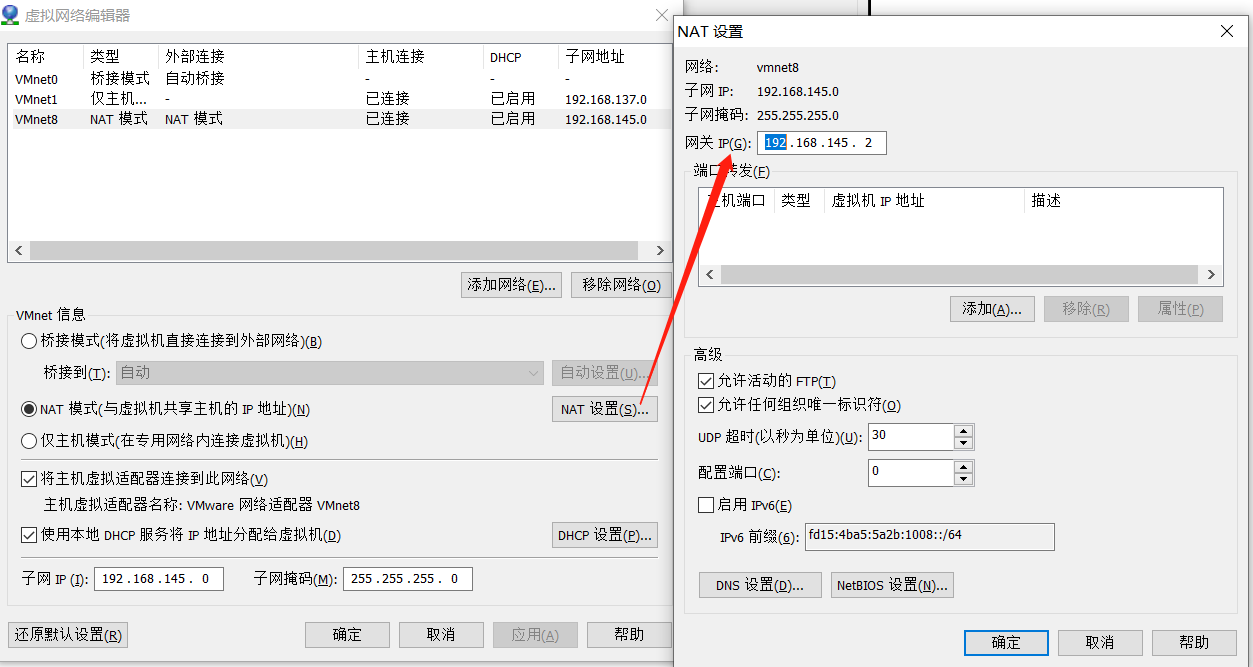 虚拟网络编辑器
名称 类型 外部连接 主机连接 DHCP 子网地址
VMnet0 桥接模式 自动桥接 - - -
VMnet1 仅主机... - 已连接 已启用 192.168.137.0
VMnet8 NAT 模式 NAT 模式 已连接 已启用 192.168.145.0
添加网络(E)... 移除网络(O)
VMnet 信息
桥接模式(将虚拟机直接连接到外部网络)(B)
桥接到(T): 自动 自动设置(U)...
NAT 模式(与虚拟机共享主机的 IP 地址)(N) NAT 设置(S)...
仅主机模式(在专用网络内连接虚拟机)(H)
将主机虚拟适配器连接到此网络(V)
主机虚拟适配器名称: VMware 网络适配器 VMnet8
使用本地 DHCP 服务将 IP 地址分配给虚拟机(D) DHCP 设置(P)...
子网 IP (I): 192.168.145. 0 子网掩码(M): 255.255.255. 0
还原默认设置(R) 确定 取消 应用(A) 帮助
NAT 设置
网络: vmnet8
子网 IP: 192.168.145.0
子网掩码: 255.255.255.0
网关 IP(G): 192.168.145. 2
端口转发(F)
主机端口 类型 虚拟机 IP 地址 描述
添加(A)... 移除(R) 属性(P)
高级
允许活动的 FTP(T)
允许任何组织唯一标识符(O)
UDP 超时(以秒为单位)(U): 30
配置端口(C): 0
启用 IPv6(E)
IPv6 前缀(6): fd15:4ba5:5a2b:1008::/64
DNS 设置(D)... NetBIOS 设置(N)...
确定 取消 帮助